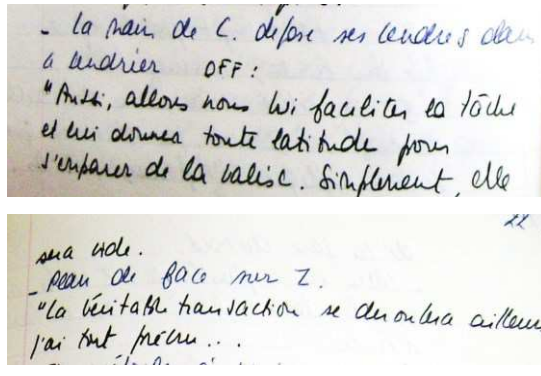 - la main de C. dépose ses cendres dans
a cendrier OFF :
"Aussi, allons nous lui faciliter la tâche
et lui donner toute latitude pour
s'emparer de la valise. Simplement, elle
22
sera vide.
- Plan de face sur Z.
"La véritable transaction se déroulera ailleurs
j'ai tout prévu...